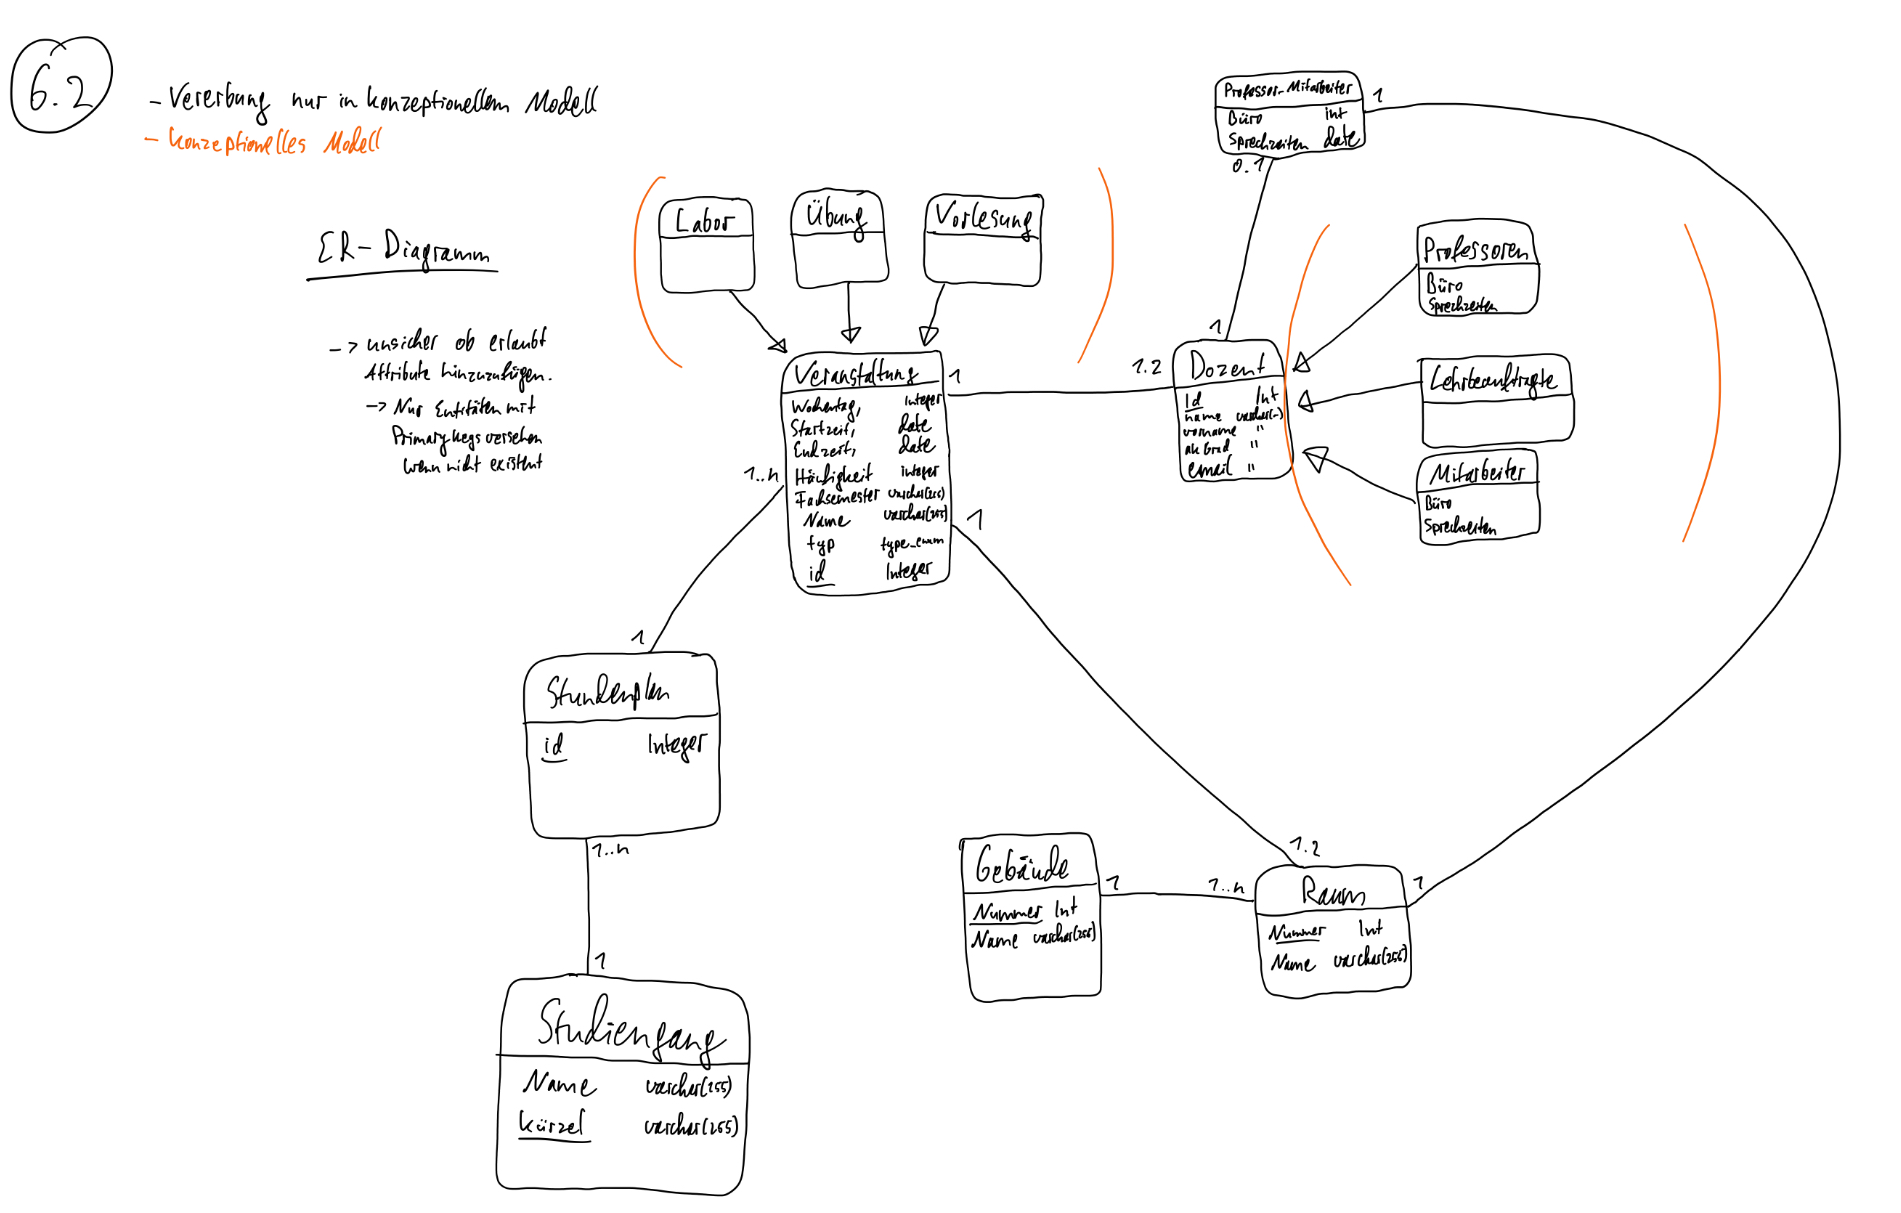 6.2
- Vererbung nur in konzeptionellem Modell
- konzeptionelles Modell
ER-Diagramm
-> unsicher ob erlaubt
Attribute hinzuzufügen.
-> Nur Entitäten mit
Primary Keys versehen
wenn nicht existent
Labor
Übung
Vorlesung
Professor-Mitarbeiter
Büro int
Sprechzeiten date
1
0.1
1
Professoren
Büro
Sprechzeiten
Lehrbeauftragte
Mitarbeiter
Büro
Sprechzeiten
Dozent
Id Int
name varchar(-)
vorname "
akGrad "
email "
1.2
1
Veranstaltung
Wochentag, Integer
Startzeit, date
Endzeit, date
Häufigkeit integer
Fachsemester varchar(255)
Name varchar(255)
typ type_enum
id Integer
1..n
1
1
Stundenplan
id Integer
1..n
1
Studiengang
Name varchar(255)
kürzel varchar(255)
Gebäude
Nummer Int
Name varchar(255)
1
1..n
1.2
1
Raum
Nummer Int
Name varchar(255)